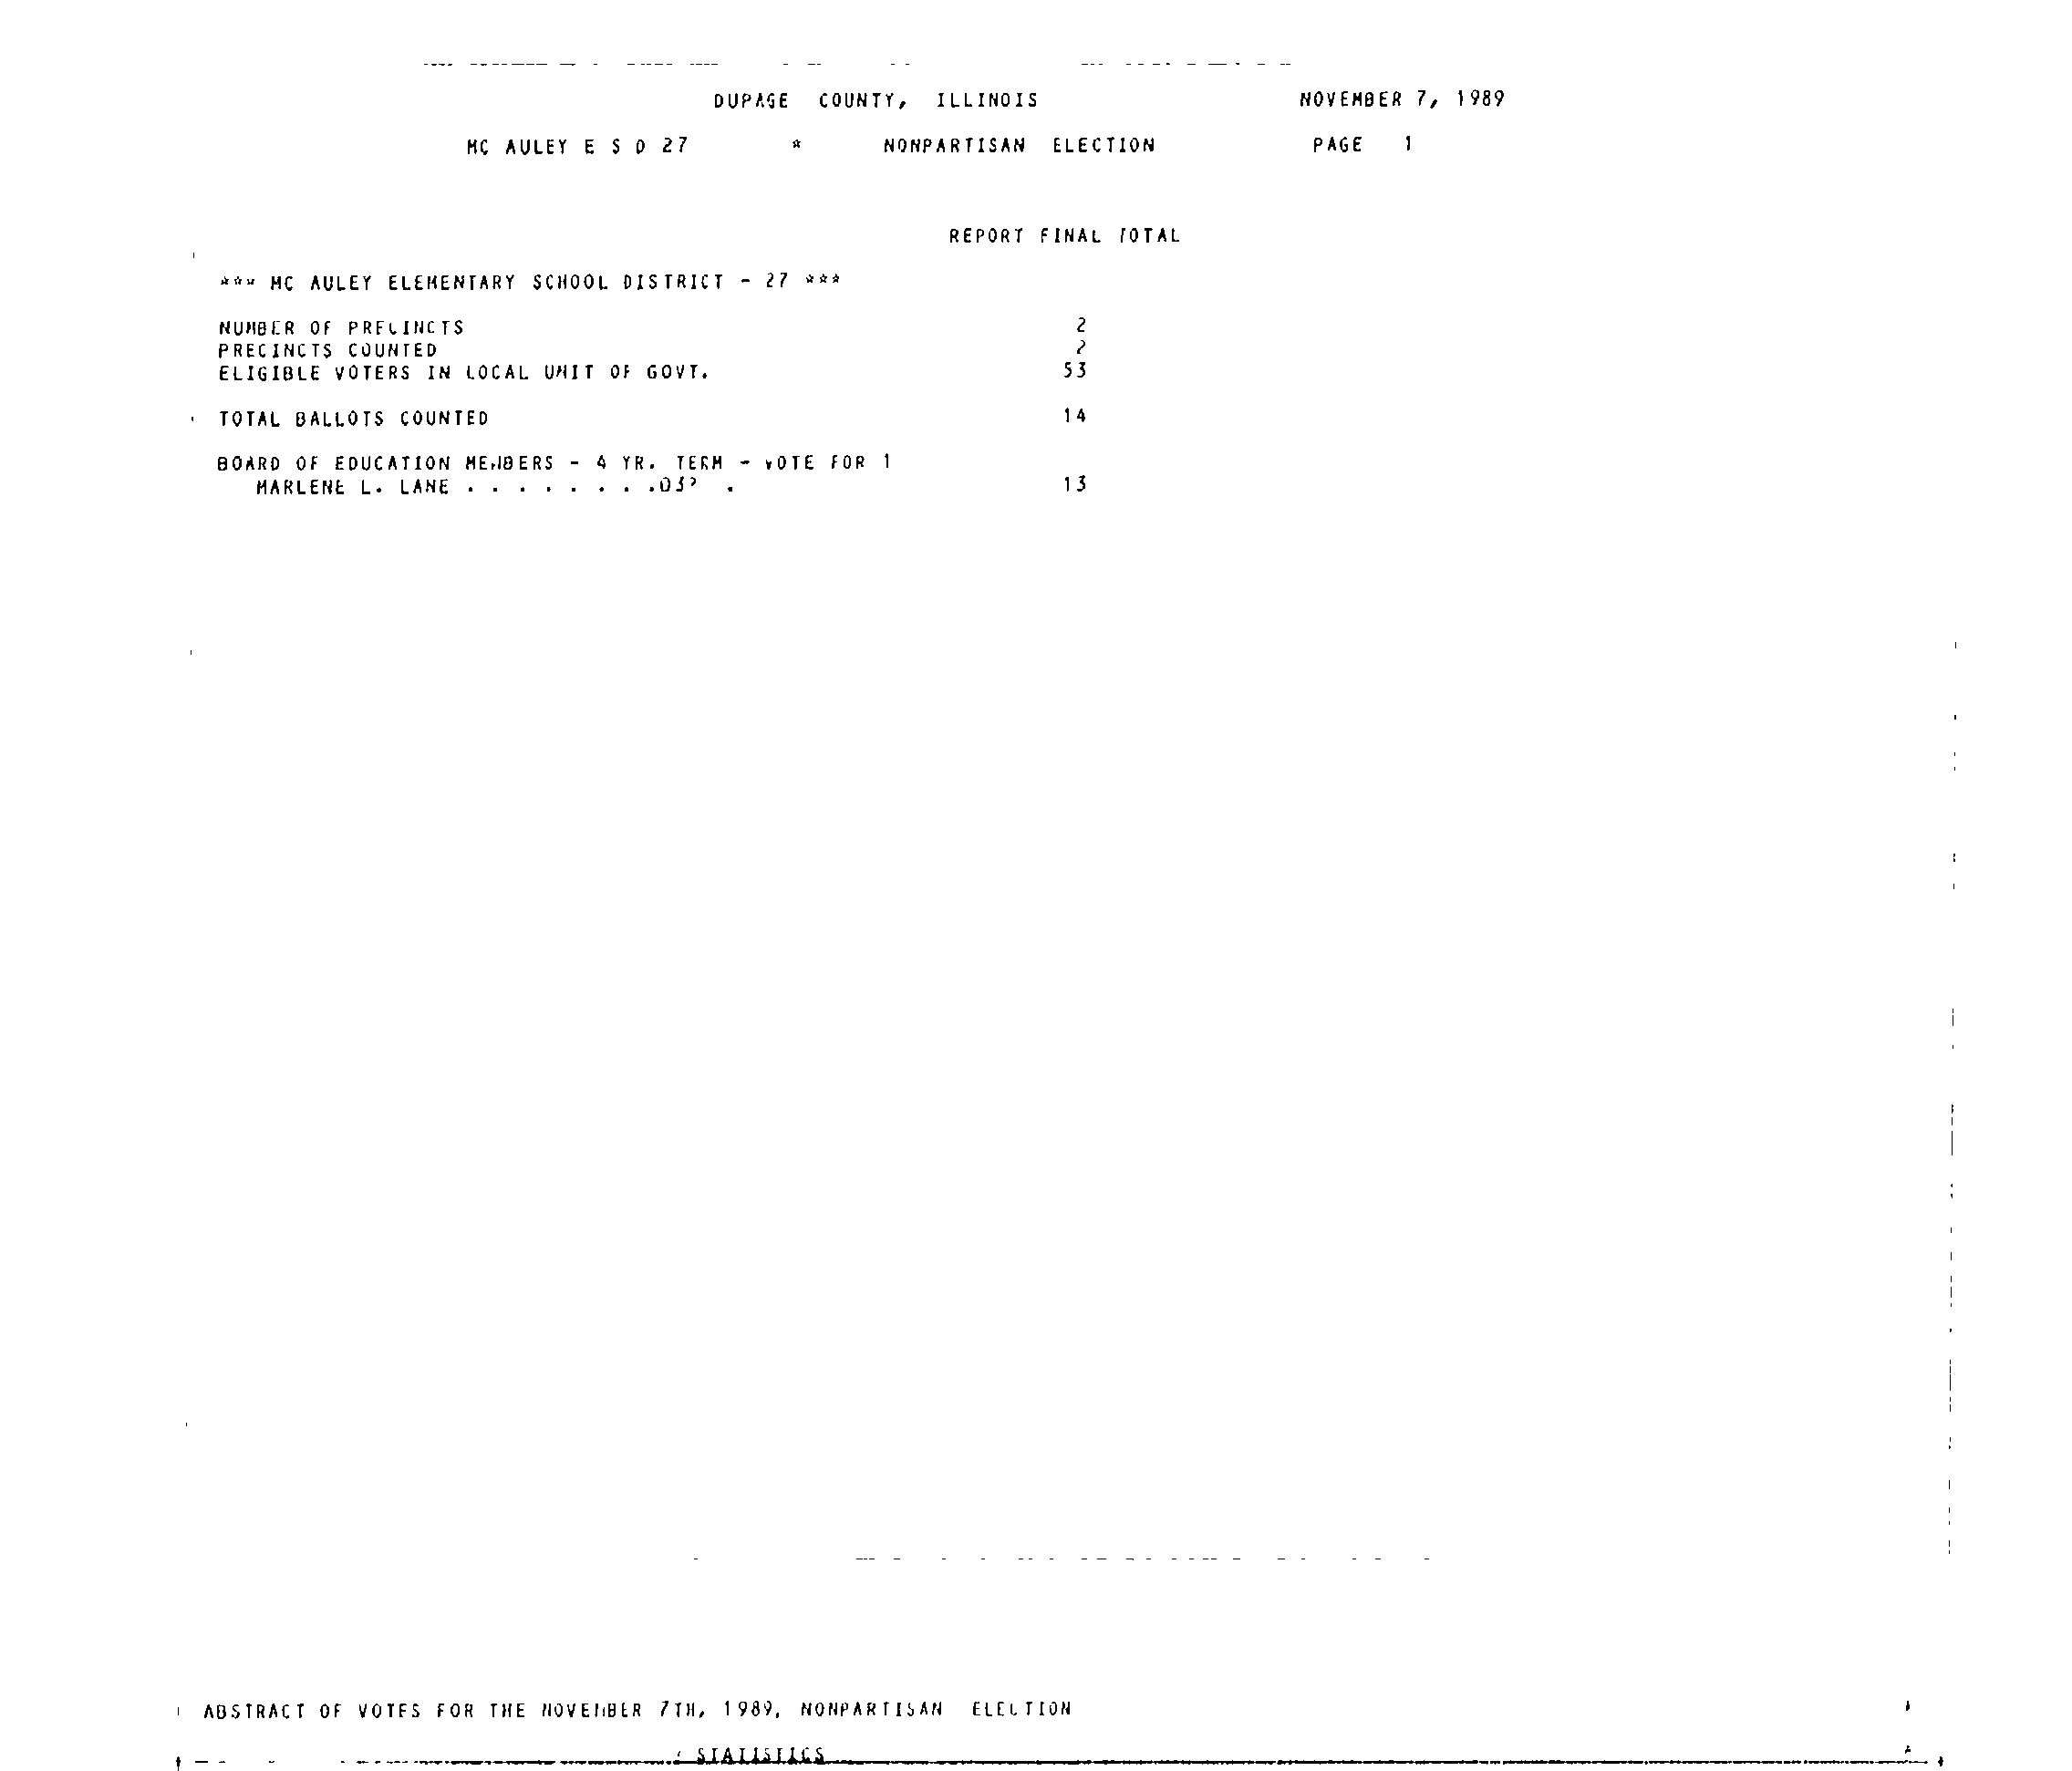 DUPAGE COUNTY, ILLINOIS NOVEMBER 7, 1989
MC AULEY E S D 27 * NONPARTISAN ELECTION PAGE 1
REPORT FINAL TOTAL
*** MC AULEY ELEMENTARY SCHOOL DISTRICT - 27 ***
NUMBER OF PRECINCTS 2
PRECINCTS COUNTED 2
ELIGIBLE VOTERS IN LOCAL UNIT OF GOVT. 53
TOTAL BALLOTS COUNTED 14
BOARD OF EDUCATION MEMBERS - 4 YR. TERM - VOTE FOR 1
MARLENE L. LANE . . . . . . . . . 13
ABSTRACT OF VOTES FOR THE NOVEMBER 7TH, 1989, NONPARTISAN ELECTION
STATISTICS